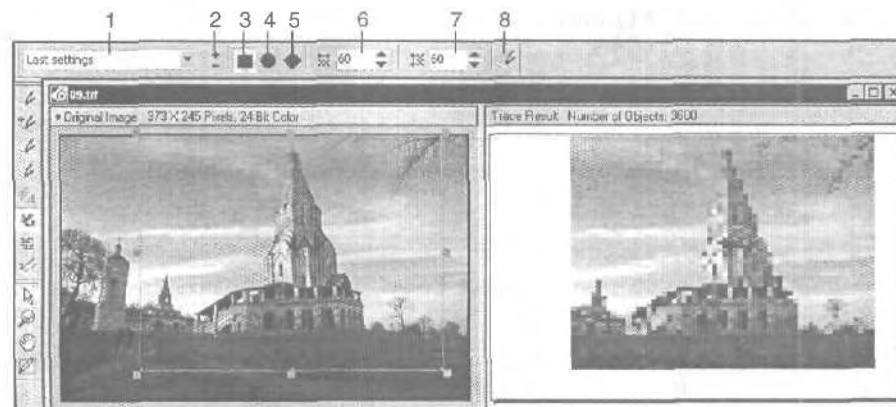 1 2 3 4 5 6 7 8
Last settings 60 60
09.tif
Original Image 373 X 245 Pixels, 24 Bit Color Trace Result Number of Objects: 3600